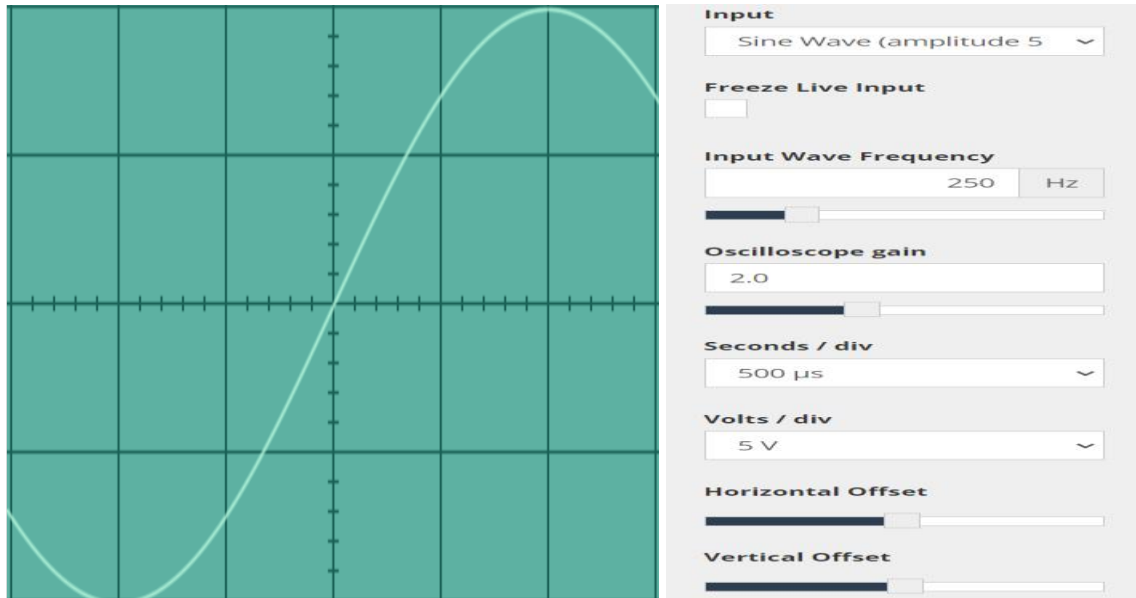 Input
Sine Wave (amplitude 5
Freeze Live Input
Input Wave Frequency
250 Hz
Oscilloscope gain
2.0
Seconds / div
500 μs
Volts / div
5 V
Horizontal Offset
Vertical Offset